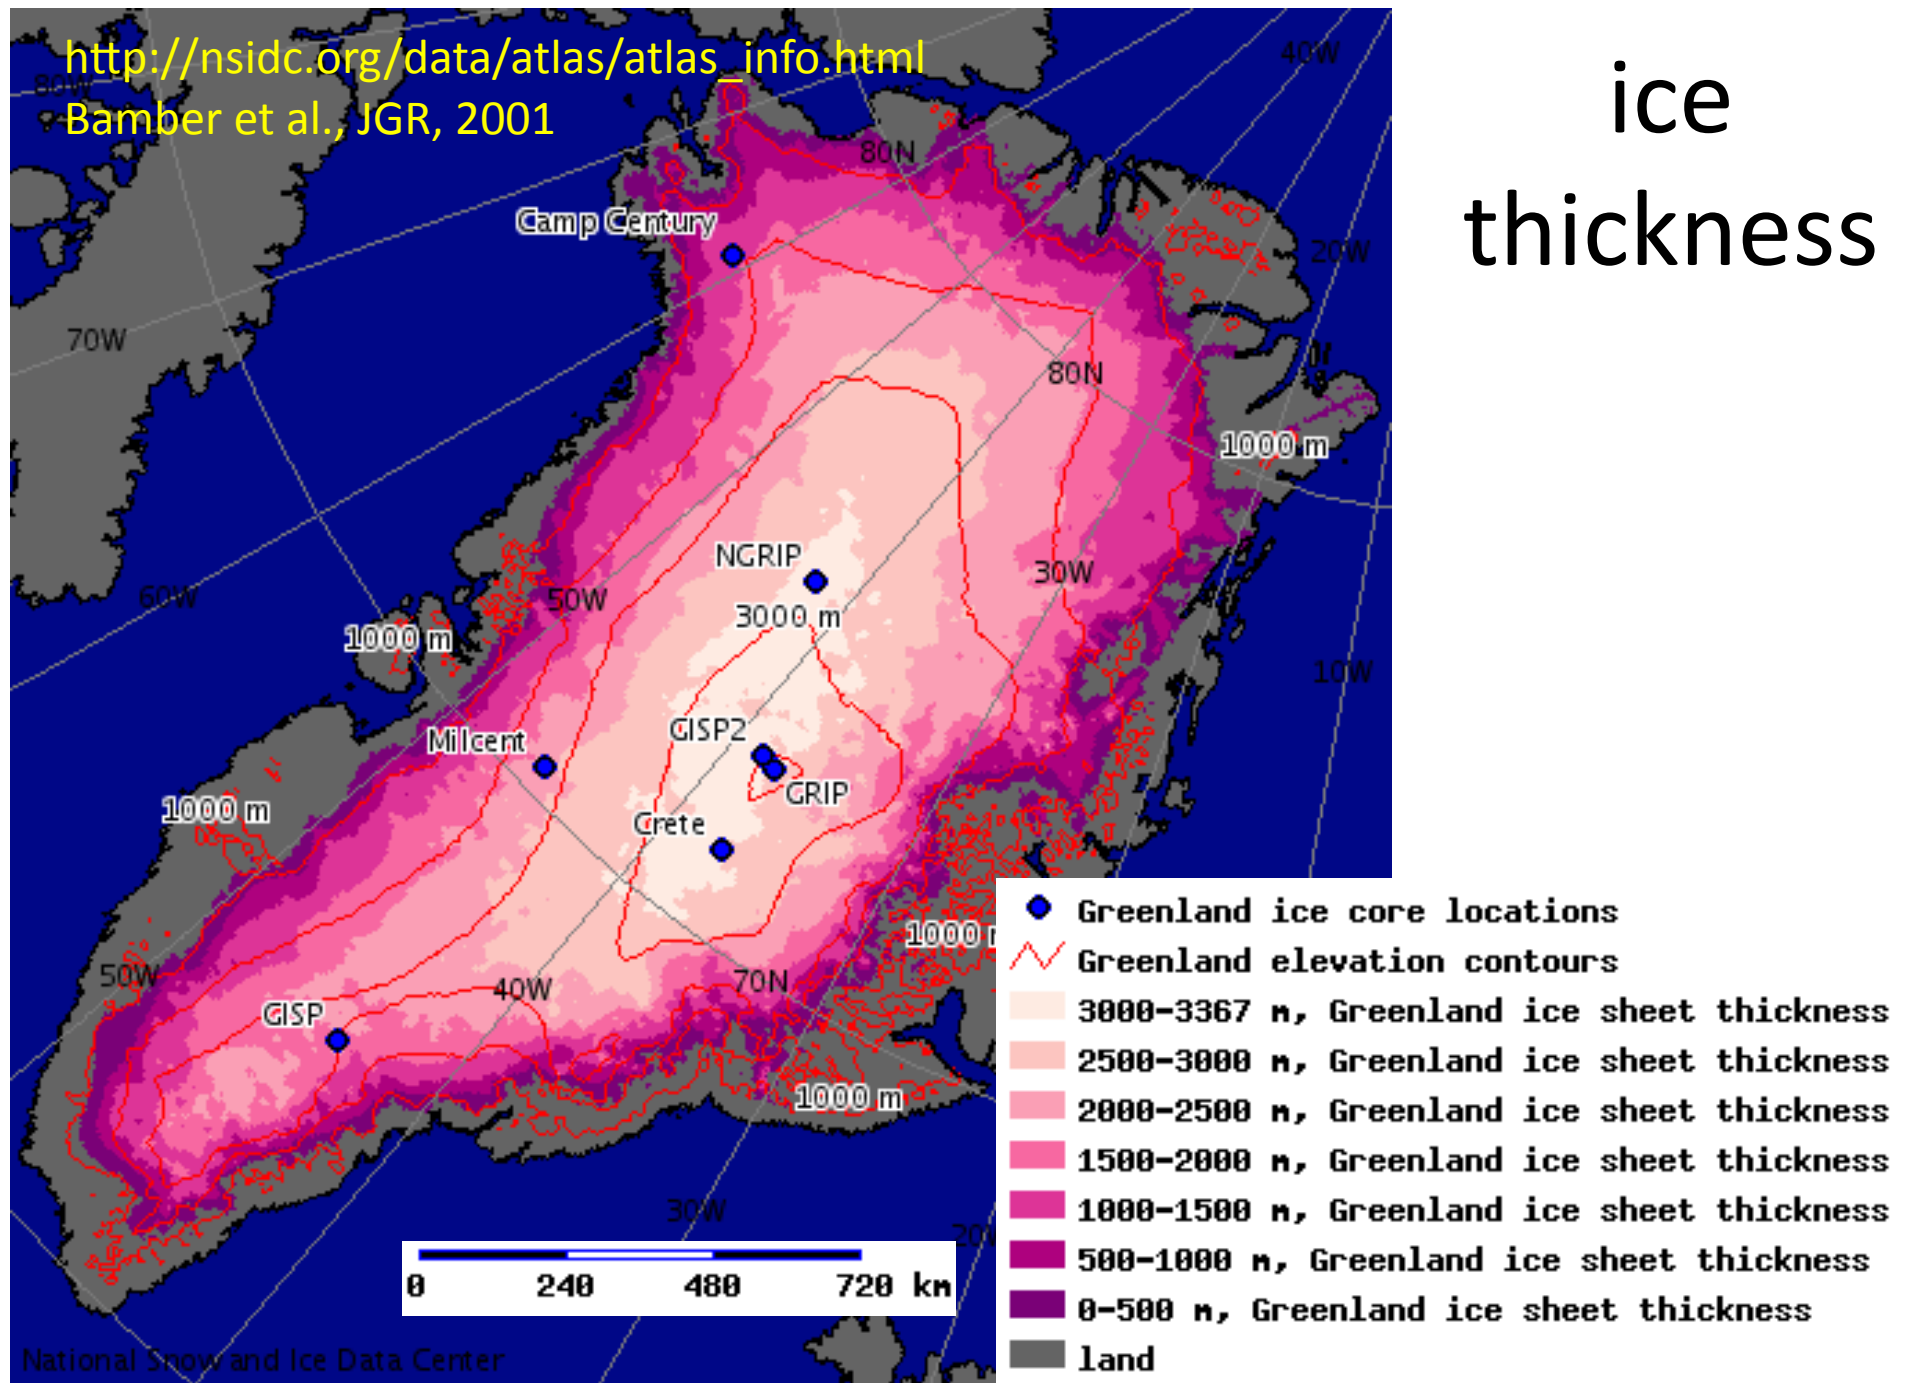 http://nsidc.org/data/atlas/atlas_info.html
Bamber et al., JGR, 2001
ice
thickness
40W
80W
80N
Camp Century
20W
70W
80N
1000 m
NGRIP
30W
50W
60W
3000 m
1000 m
10W
GISP2
Milcent
GRIP
1000 m
Crete
1000 m
50W
40W
70N
GISP
1000 m
30W
20W
0 240 480 720 km
National Snow and Ice Data Center
Greenland ice core locations
Greenland elevation contours
3000-3367 m, Greenland ice sheet thickness
2500-3000 m, Greenland ice sheet thickness
2000-2500 m, Greenland ice sheet thickness
1500-2000 m, Greenland ice sheet thickness
1000-1500 m, Greenland ice sheet thickness
500-1000 m, Greenland ice sheet thickness
0-500 m, Greenland ice sheet thickness
land